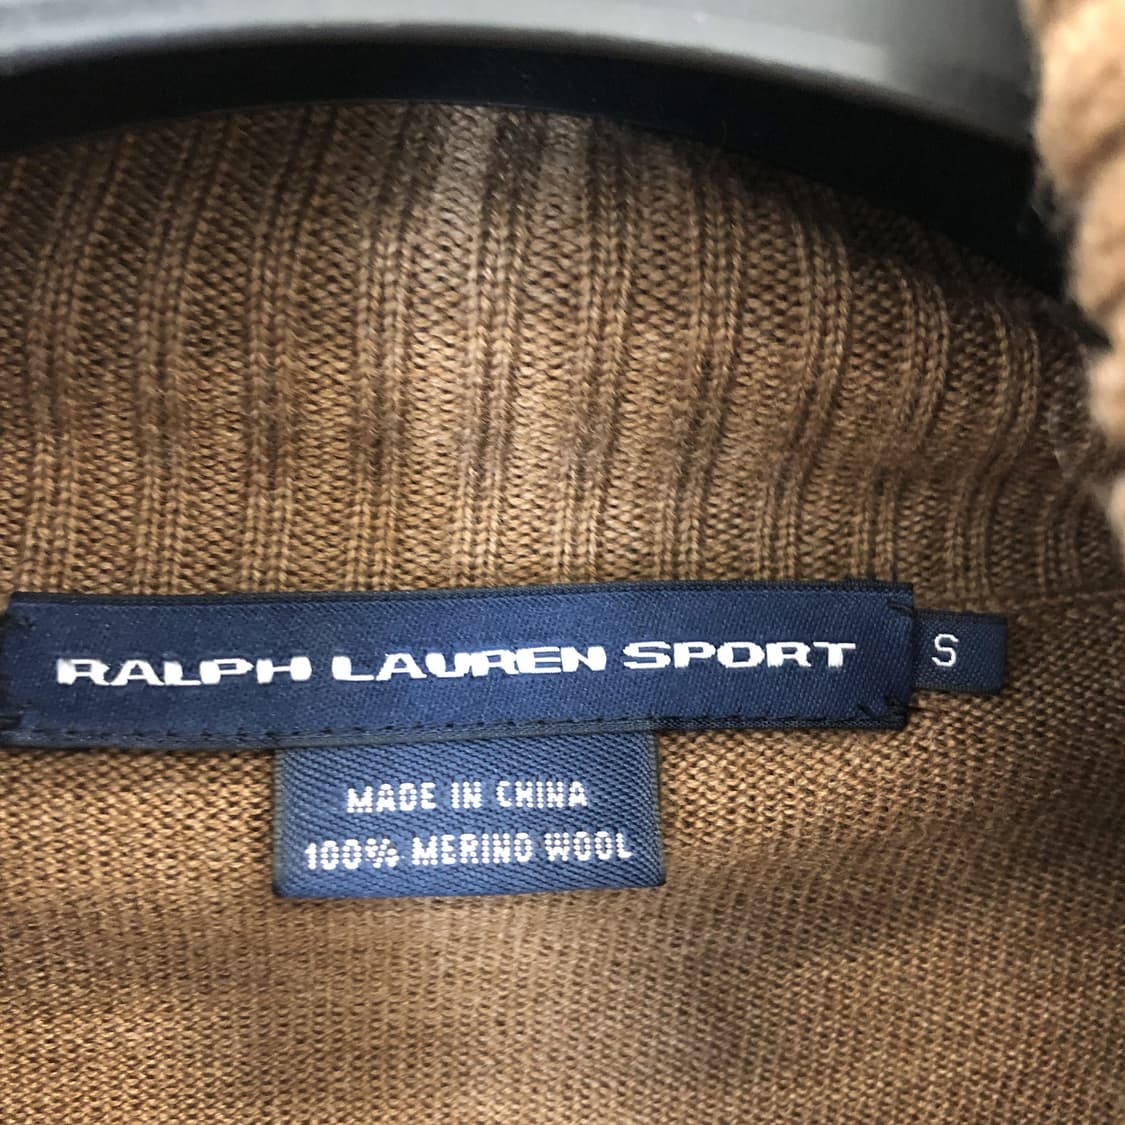 RALPH LAUREN SPORT
S
MADE IN CHINA
100% MERINO WOOL